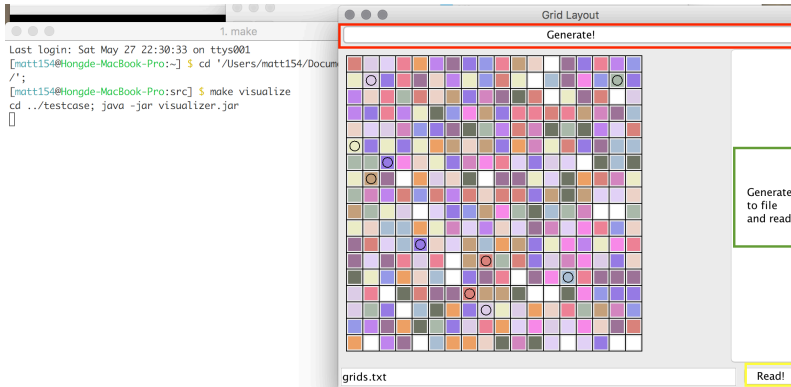 1. make
Last login: Sat May 27 22:30:33 on ttys001
[matt154@Hongde-MacBook-Pro:~] $ cd '/Users/matt154/Docum
/';
[matt154@Hongde-MacBook-Pro:src] $ make visualize
cd ../testcase; java -jar visualizer.jar
Grid Layout
Generate!
Generate
to file
and read
grids.txt
Read!